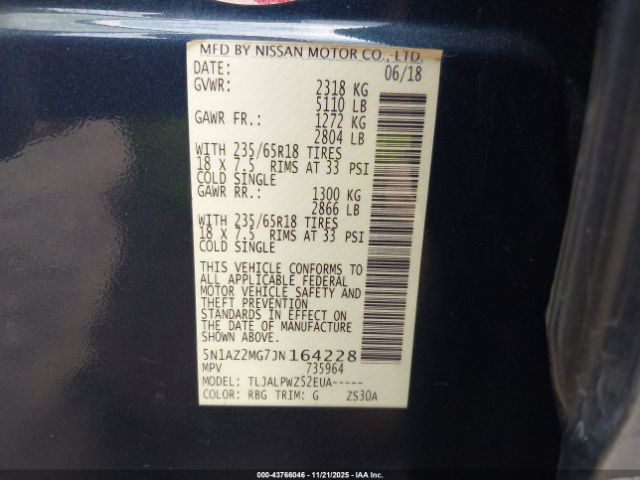 MFD BY NISSAN MOTOR CO., LTD.
DATE: 06/18
GVWR: 2318 KG
5110 LB
GAWR FR.: 1272 KG
2804 LB
WITH 235/65R18 TIRES
18 X 7.5 RIMS AT 33 PSI
COLD SINGLE
GAWR RR.: 1300 KG
2866 LB
WITH 235/65R18 TIRES
18 X 7.5 RIMS AT 33 PSI
COLD SINGLE
THIS VEHICLE CONFORMS TO
ALL APPLICABLE FEDERAL
MOTOR VEHICLE SAFETY AND
THEFT PREVENTION
STANDARDS IN EFFECT ON
THE DATE OF MANUFACTURE
SHOWN ABOVE.
5N1AZ2MG7JN164228
MPV 735964
MODEL: TLJALPWZ52EUA-----
COLOR: RBG TRIM: G ZS30A
000-43766046 | 11/21/2025 | IAA Inc.